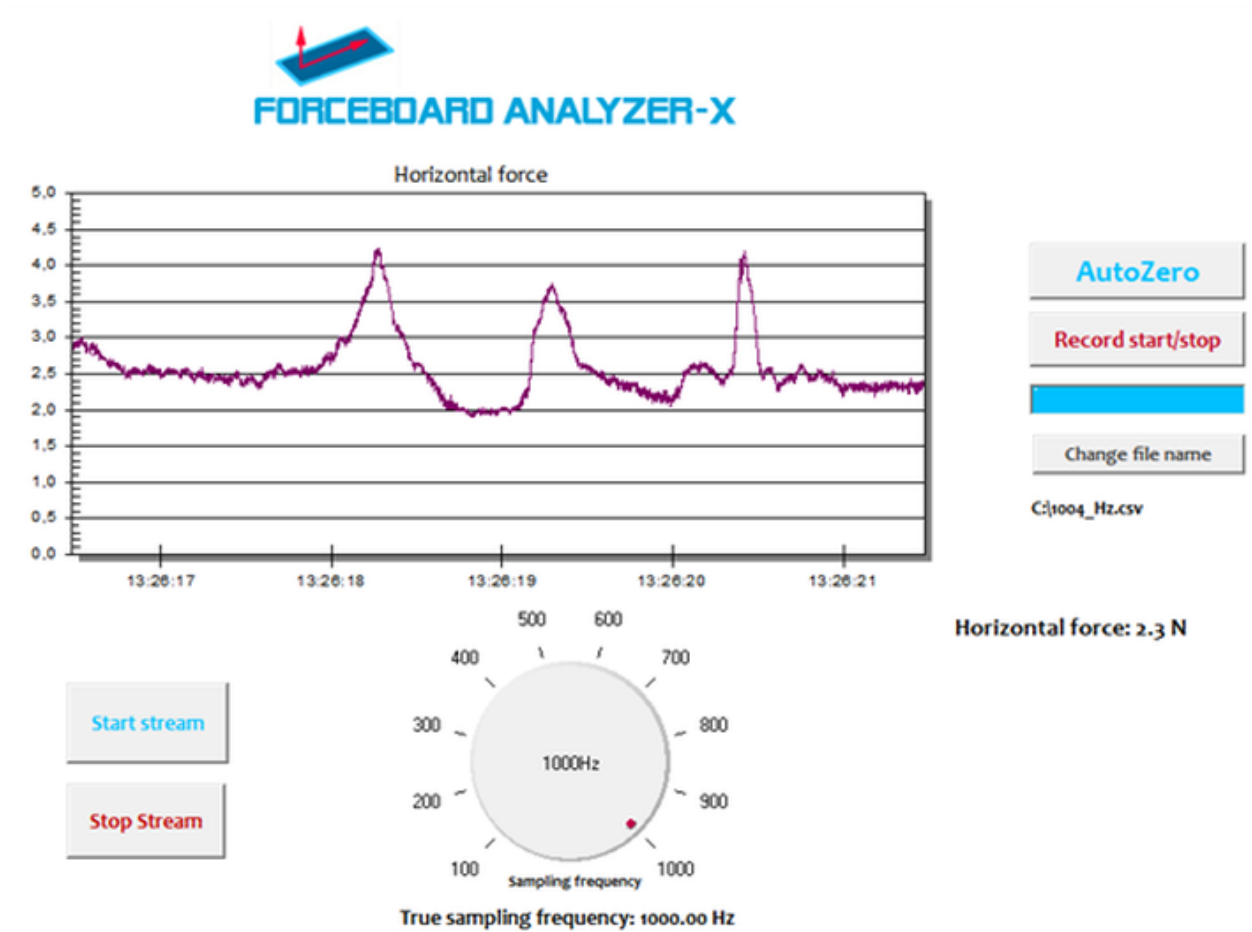 FORCEBOARD ANALYZER-X
Horizontal force
5,0
4,5
4,0
3,5
3,0
2,5
2,0
1,5
1,0
0,5
0,0
13:26:17 13:26:18 13:26:19 13:26:20 13:26:21
AutoZero
Record start/stop
Change file name
C:\1004_Hz.csv
Horizontal force: 2.3 N
Start stream
Stop Stream
500 600
400 700
300 800
1000Hz
200 900
100 1000
Sampling frequency
True sampling frequency: 1000.00 Hz